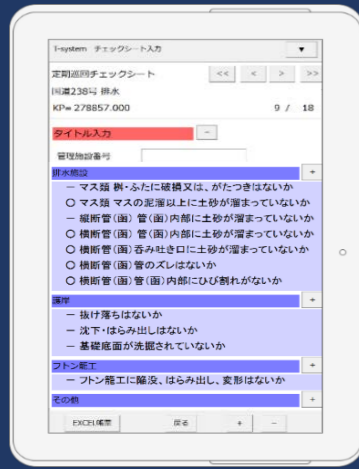 T-system チェックシート入力 ▼
定期巡回チェックシート << < > >>
国道238号 排水
KP= 278857.000 9 / 18
タイトル入力 －
管理施設番号
排水施設 +
－ マス類 桝・ふたに破損又は、がたつきはないか
○ マス類 マスの泥溜以上に土砂が溜まっていないか
－ 縦断管(函) 管(函)内部に土砂が溜まっていないか
○ 横断管(函) 管(函)内部に土砂が溜まっていないか
○ 横断管(函) 呑み吐き口に土砂が溜まっていないか
○ 横断管(函) 管のズレはないか
○ 横断管(函) 管(函)内部にひび割れがないか
護岸 +
－ 抜け落ちはないか
－ 沈下・はらみ出しはないか
－ 基礎底面が洗掘されていないか
フトン篭工 +
－ フトン篭工に陥没、はらみ出し、変形はないか
その他 +
EXCEL帳票 戻る + －